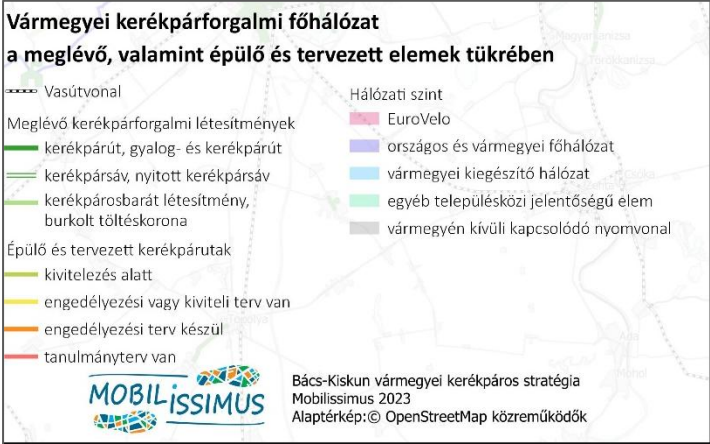 Vármegyei kerékpárforgalmi főhálózat
a meglévő, valamint épülő és tervezett elemek tükrében
Vasútvonal
Meglévő kerékpárforgalmi létesítmények
kerékpárút, gyalog- és kerékpárút
kerékpársáv, nyitott kerékpársáv
kerékpárosbarát létesítmény,
burkolt töltéskorona
Épülő és tervezett kerékpárutak
kivitelezés alatt
engedélyezési vagy kiviteli terv van
engedélyezési terv készül
tanulmányterv van
Hálózati szint
EuroVelo
országos és vármegyei főhálózat
vármegyei kiegészítő hálózat
egyéb településközi jelentőségű elem
vármegyén kívüli kapcsolódó nyomvonal
MOBILISSIMUS
Bács-Kiskun vármegyei kerékpáros stratégia
Mobilissimus 2023
Alaptérkép:© OpenStreetMap közreműködők